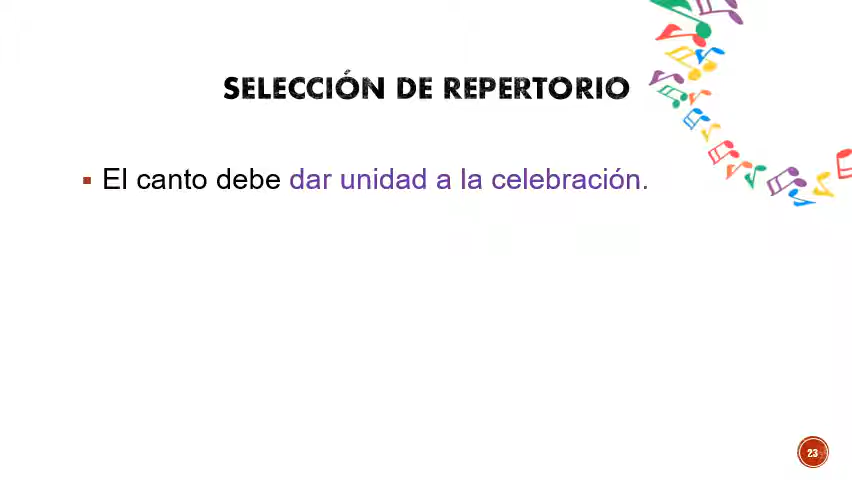 SELECCIÓN DE REPERTORIO
▪ El canto debe dar unidad a la celebración.
23